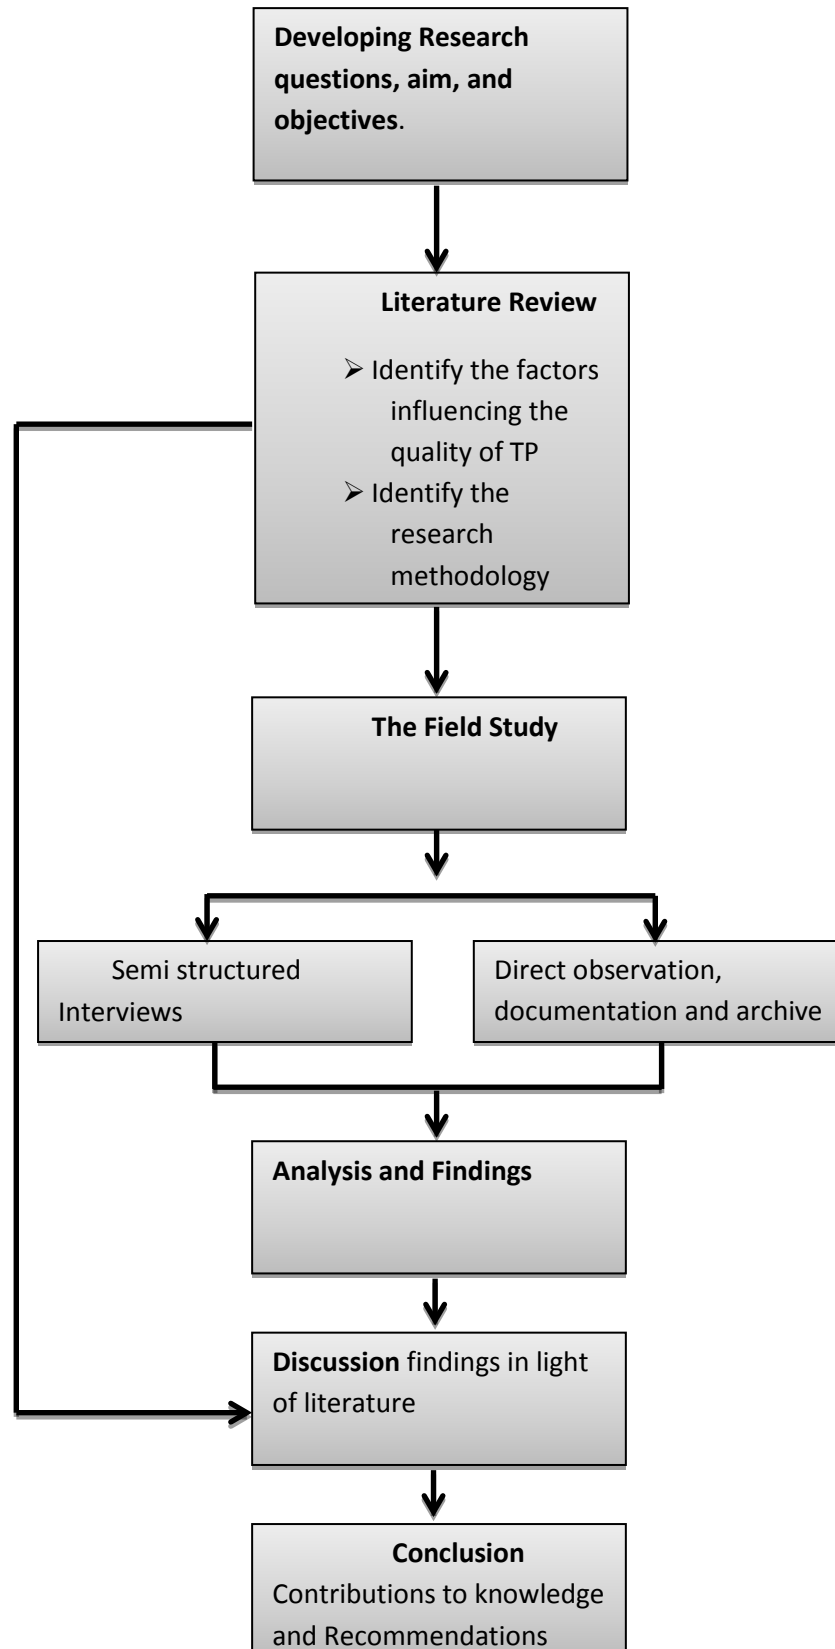 Developing Research
questions, aim, and
objectives.
Literature Review
➢ Identify the factors
influencing the
quality of TP
➢ Identify the
research
methodology
The Field Study
Semi structured
Interviews
Direct observation,
documentation and archive
Analysis and Findings
Discussion findings in light
of literature
Conclusion
Contributions to knowledge
and Recommendations